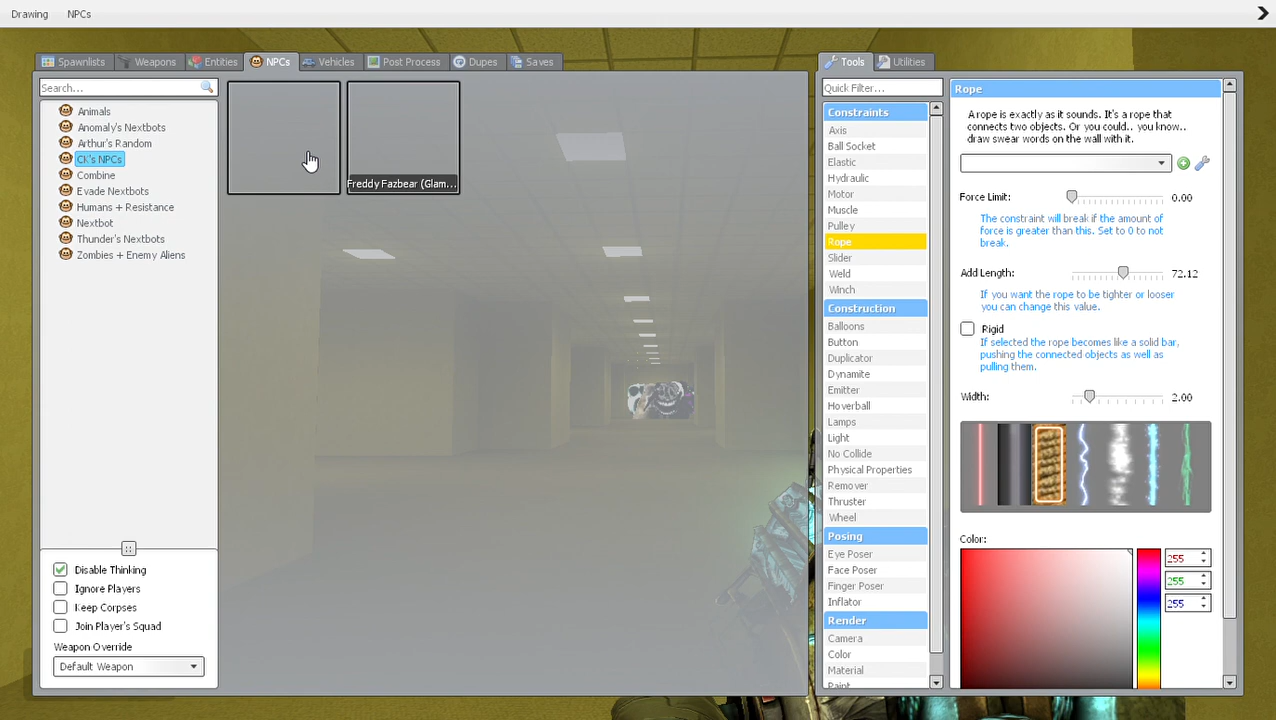 Drawing NPCs
Spawnlists Weapons Entities NPCs Vehicles Post Process Dupes Saves
Search...
Animals
Anomaly's Nextbots
Arthur's Random
CK's NPCs
Combine
Evade Nextbots
Humans + Resistance
Nextbot
Thunder's Nextbots
Zombies + Enemy Aliens
Freddy Fazbear (Glam...
Disable Thinking
Ignore Players
Keep Corpses
Join Player's Squad
Weapon Override
Default Weapon
Tools Utilities
Quick Filter...
Constraints
Axis
Ball Socket
Elastic
Hydraulic
Motor
Muscle
Pulley
Rope
Slider
Weld
Winch
Construction
Balloons
Button
Duplicator
Dynamite
Emitter
Hoverball
Lamps
Light
No Collide
Physical Properties
Remover
Thruster
Wheel
Posing
Eye Poser
Face Poser
Finger Poser
Inflator
Render
Camera
Color
Material
Paint
Rope
A rope is exactly as it sounds. It's a rope that
connects two objects. Or you could.. you know..
draw swear words on the wall with it.
Force Limit: 0.00
The constraint will break if the amount of
force is greater than this. Set to 0 to not
break.
Add Length: 72.12
If you want the rope to be tighter or looser
you can change this value.
Rigid
If selected the rope becomes like a solid bar,
pushing the connected objects as well as
pulling them.
Width: 2.00
Color:
255
255
255